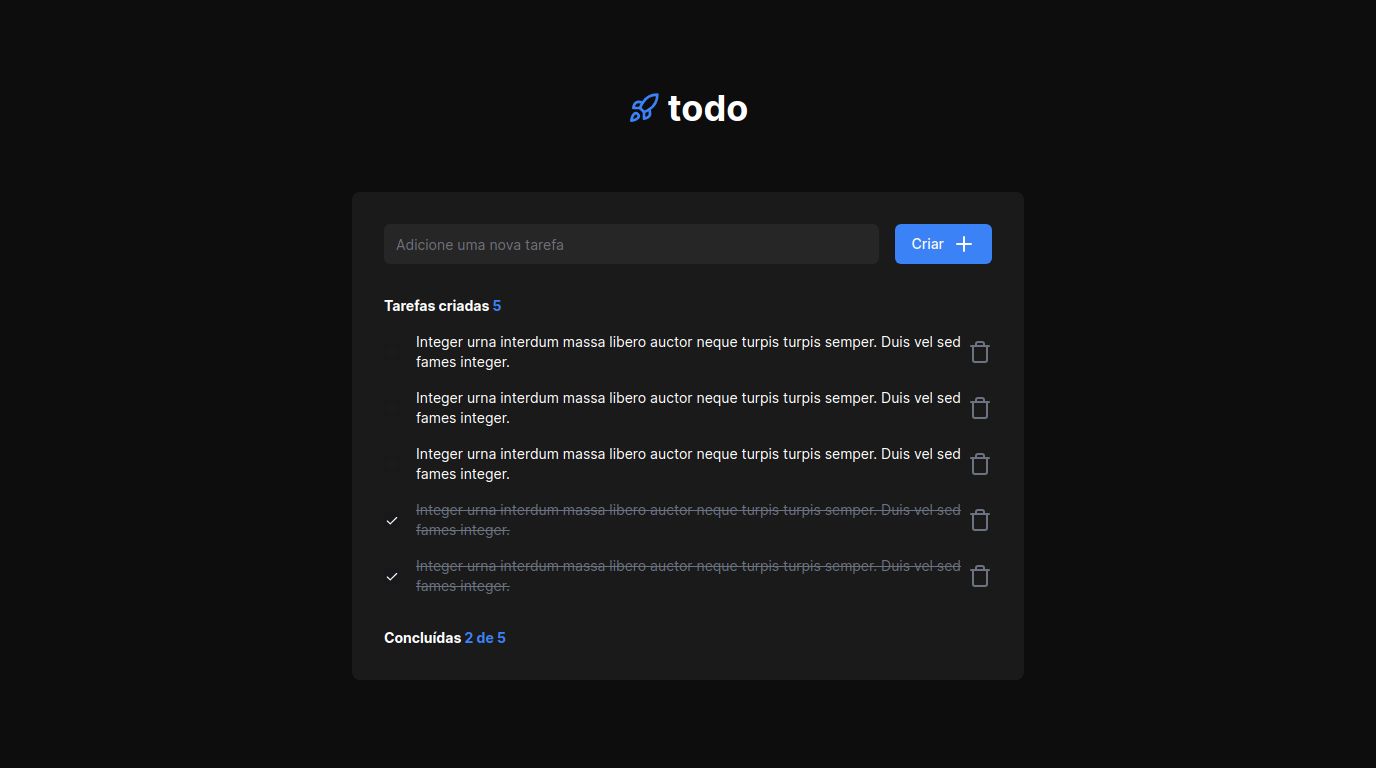 todo
Adicione uma nova tarefa
Criar
Tarefas criadas 5
Integer urna interdum massa libero auctor neque turpis turpis semper. Duis vel sed
fames integer.
Integer urna interdum massa libero auctor neque turpis turpis semper. Duis vel sed
fames integer.
Integer urna interdum massa libero auctor neque turpis turpis semper. Duis vel sed
fames integer.
Integer urna interdum massa libero auctor neque turpis turpis semper. Duis vel sed
fames integer.
Integer urna interdum massa libero auctor neque turpis turpis semper. Duis vel sed
fames integer.
Concluídas 2 de 5